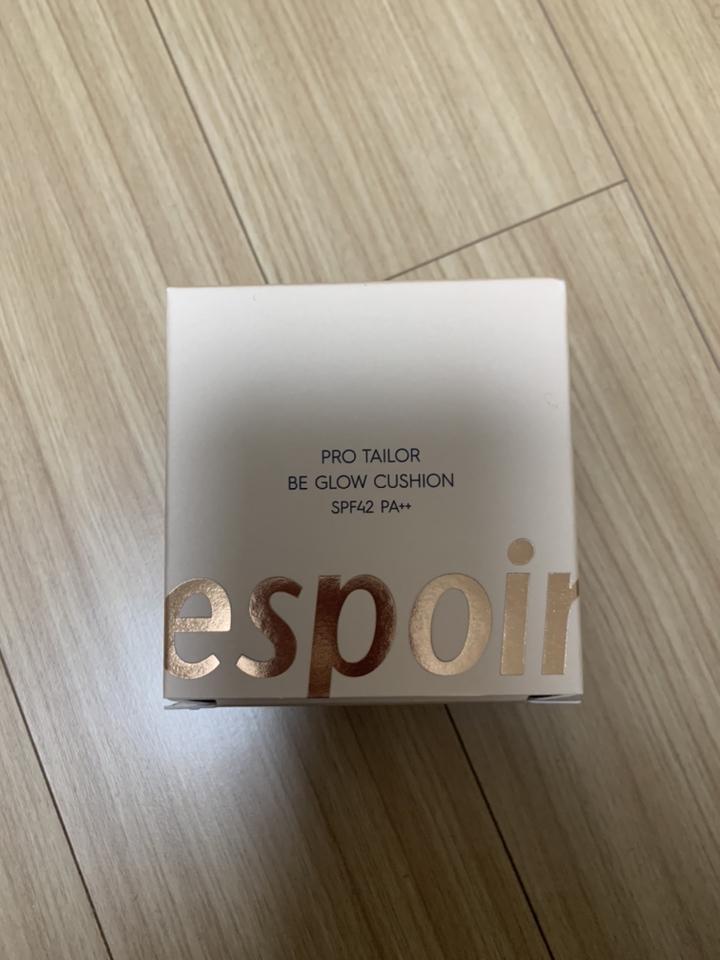 PRO TAILOR
BE GLOW CUSHION
SPF42 PA++
espoir